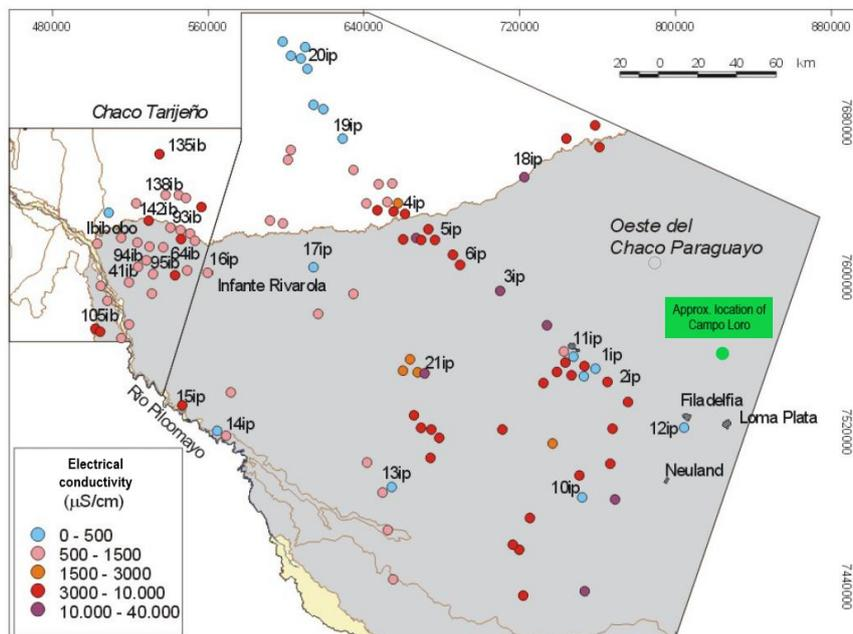 480000
560000
640000
720000
800000
880000
20 0 20 40 60 km
20ip
19ip
Chaco Tarijeño
7680000
135ib
18ip
138ib
142ib
93ib
4ip
Ibibobo
5ip
Oeste del
Chaco Paraguayo
94ib
64ib
95ib
41ib
16ip
17ip
6ip
7600000
Infante Rivarola
3ip
105ib
Approx. location of
Campo Loro
11ip
1ip
21ip
2ip
Río Pilcomayo
15ip
Filadelfia
14ip
12ip
Loma Plata
7520000
Neuland
13ip
10ip
Electrical
conductivity
(µS/cm)
0 - 500
500 - 1500
1500 - 3000
3000 - 10.000
10.000 - 40.000
7440000